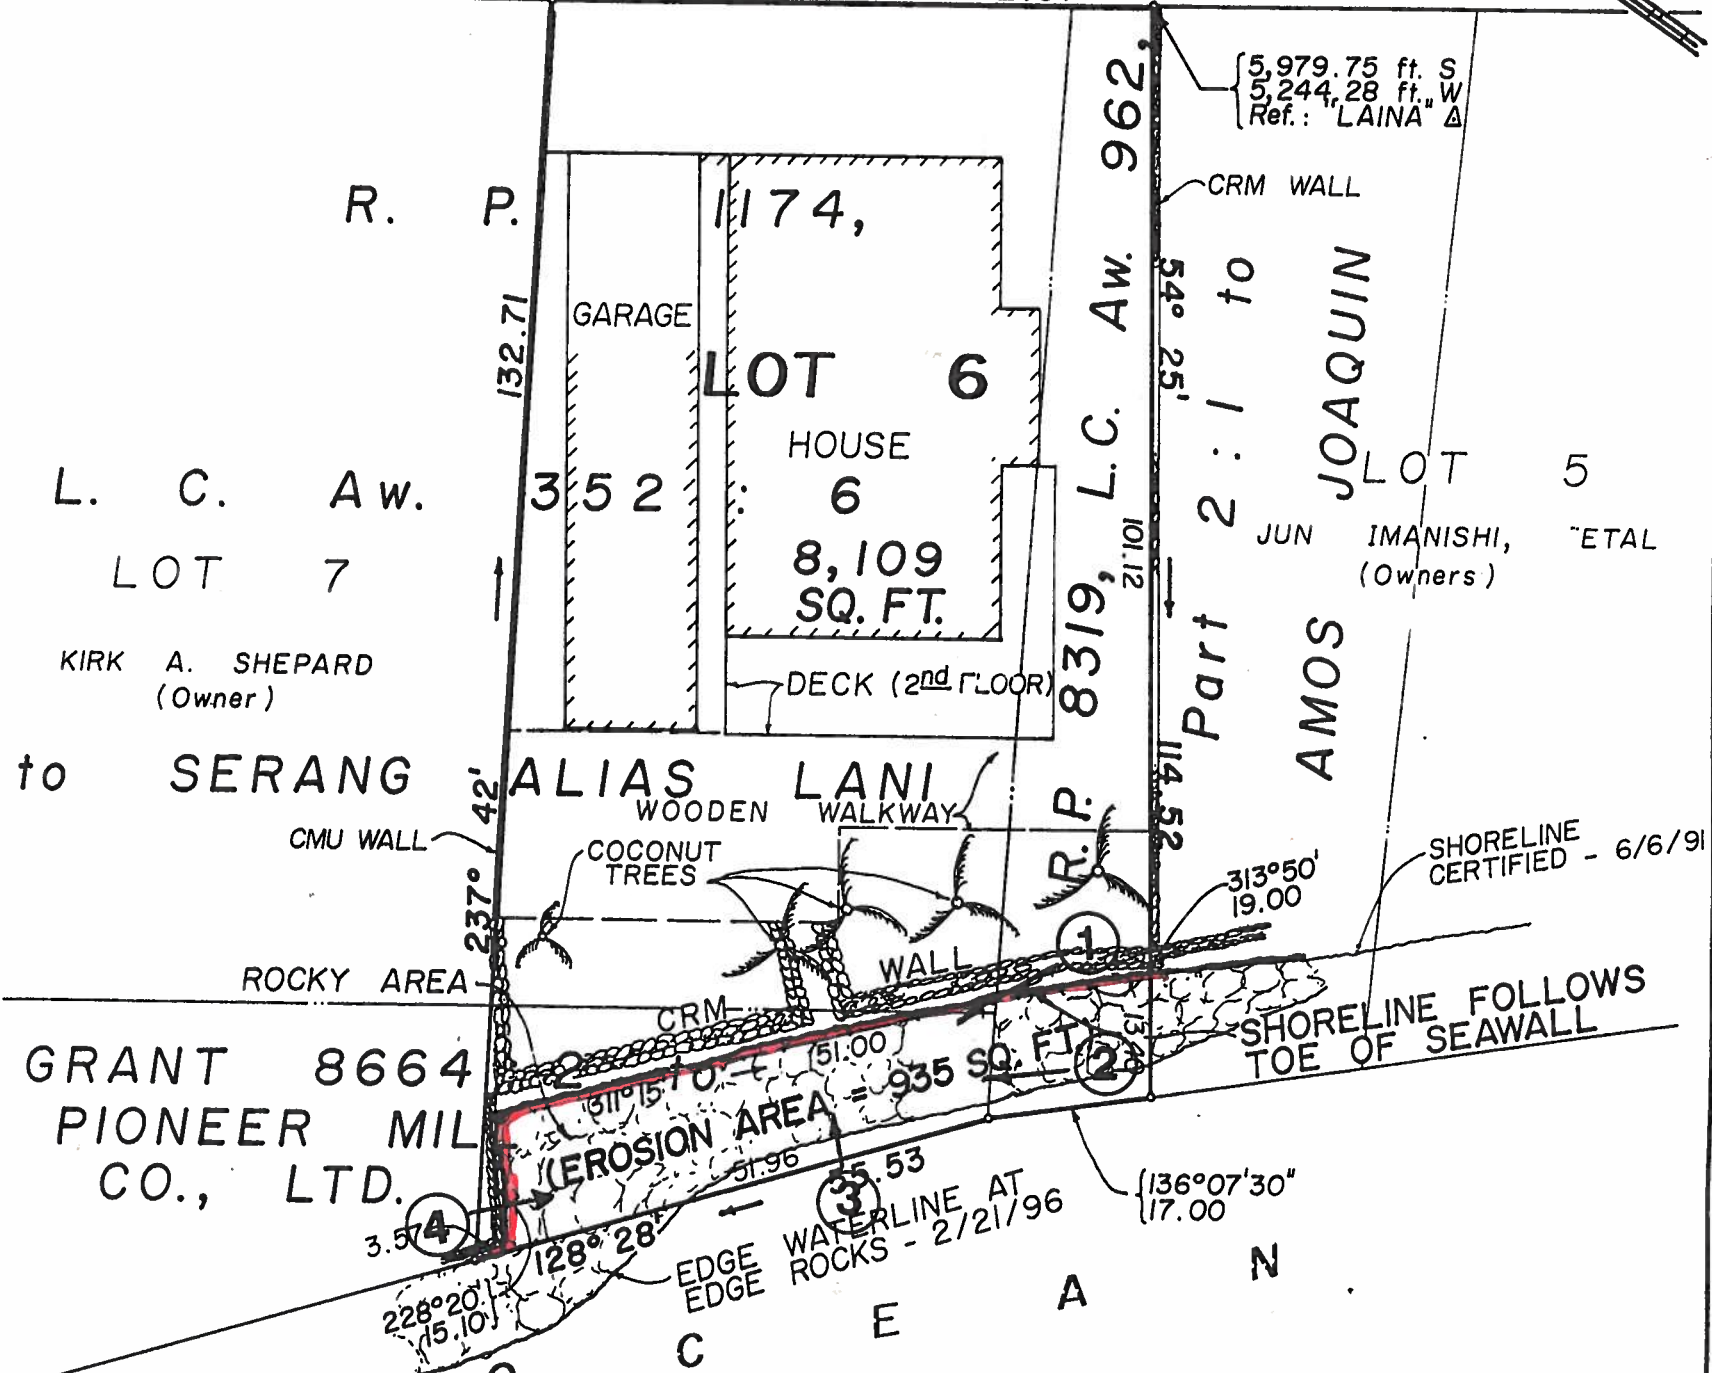 5,979.75 ft. S
5,244.28 ft. W
Ref.: "LAINA" △
CRM WALL
R. P. 1174,
962,
L. C. Aw.
R. P. 8319,
54° 25'
Part 2 : 1 to
AMOS JOAQUIN
132.71
GARAGE
LOT 6
HOUSE
L. C. Aw. 352 : 6
8,109
SQ. FT.
101.12
LOT 5
JUN IMANISHI, ETAL
(Owners)
LOT 7
KIRK A. SHEPARD
(Owner)
DECK (2nd FLOOR)
to SERANG ALIAS LANI
WOODEN WALKWAY
114.52
237° 42'
CMU WALL
COCONUT
TREES
SHORELINE
CERTIFIED - 6/6/91
313°50'
19.00
1
WALL
ROCKY AREA
CRM
SHORELINE FOLLOWS
TOE OF SEAWALL
GRANT 8664
2 to
51.00
311°15'
2
PIONEER MIL
CO., LTD.
(EROSION AREA = 935 SQ. FT.
51.96
55.53
136°07'30"
17.00
3
4
3.57
128° 28'
EDGE WATERLINE AT
EDGE ROCKS - 2/21/96
228°20'
15.10
C E A N